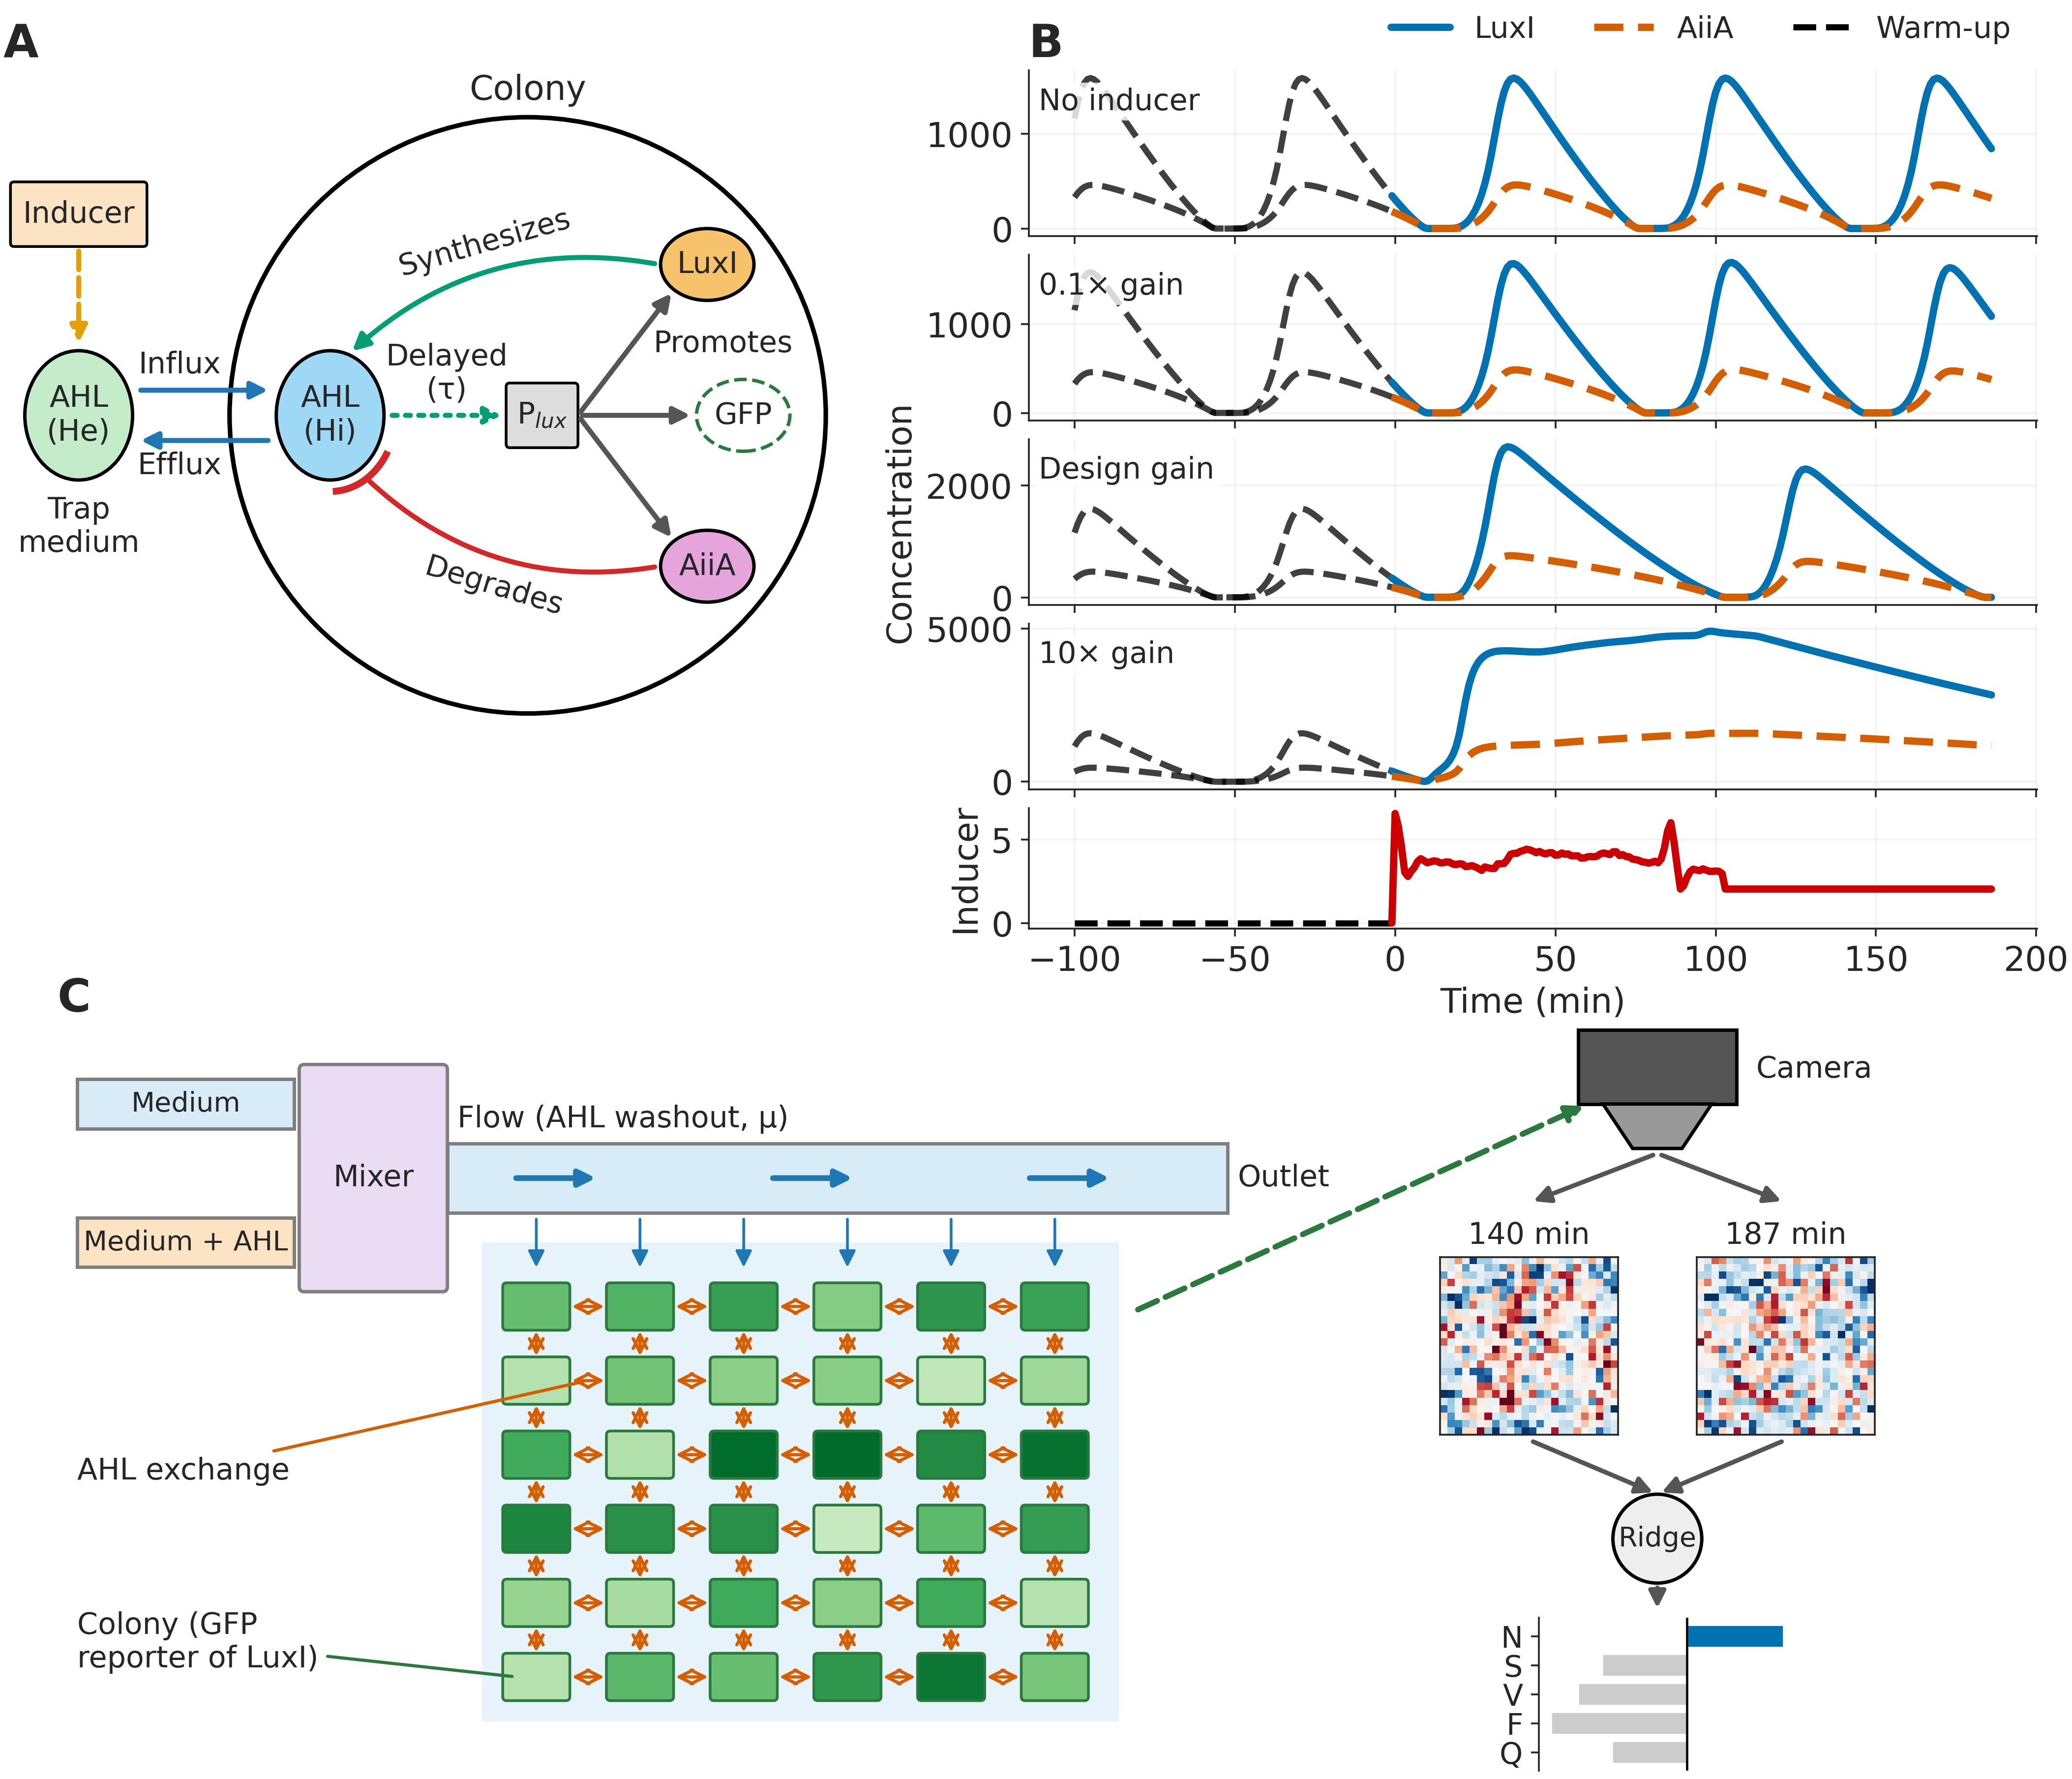 A
Colony
Inducer
Synthesizes
LuxI
Promotes
Influx
Delayed
(τ)
AHL
(He)
AHL
(Hi)
Plux
GFP
Efflux
Trap
medium
AiiA
Degrades
B
LuxI
AiiA
Warm-up
No inducer
1000
0
0.1× gain
1000
0
Design gain
2000
0
10× gain
5000
0
Concentration
Inducer
5
0
−100
−50
0
50
100
150
200
Time (min)
C
Medium
Mixer
Medium + AHL
Flow (AHL washout, μ)
Outlet
AHL exchange
Colony (GFP
reporter of LuxI)
Camera
140 min
187 min
Ridge
N
S
V
F
Q